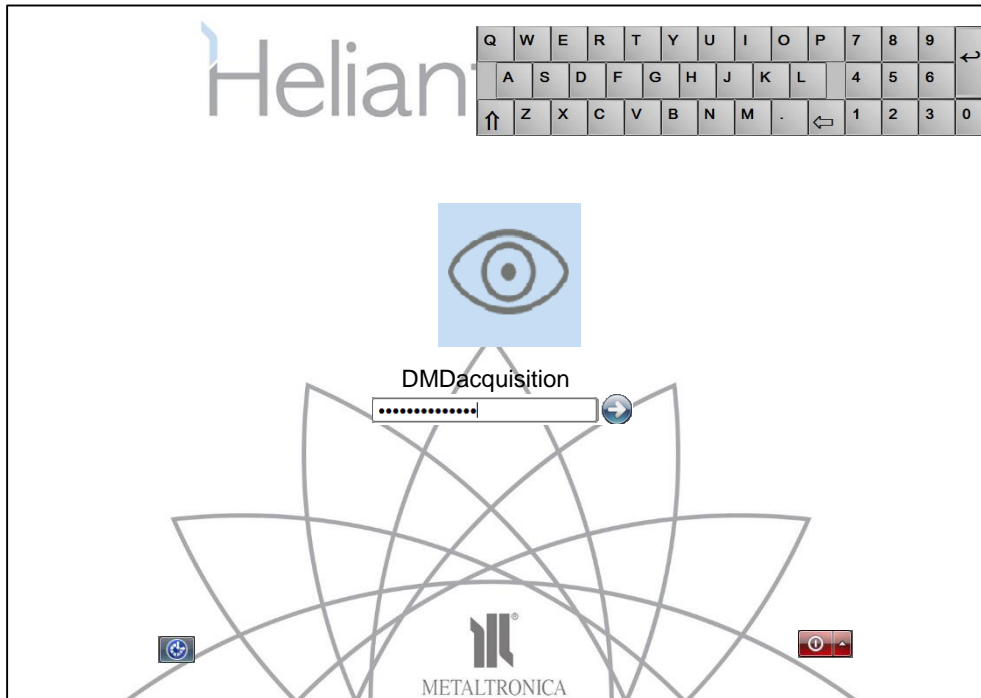 Helian
Q W E R T Y U I O P 7 8 9
A S D F G H J K L 4 5 6
Z X C V B N M . 1 2 3 0
DMDacquisition
••••••••••••••
®
METALTRONICA